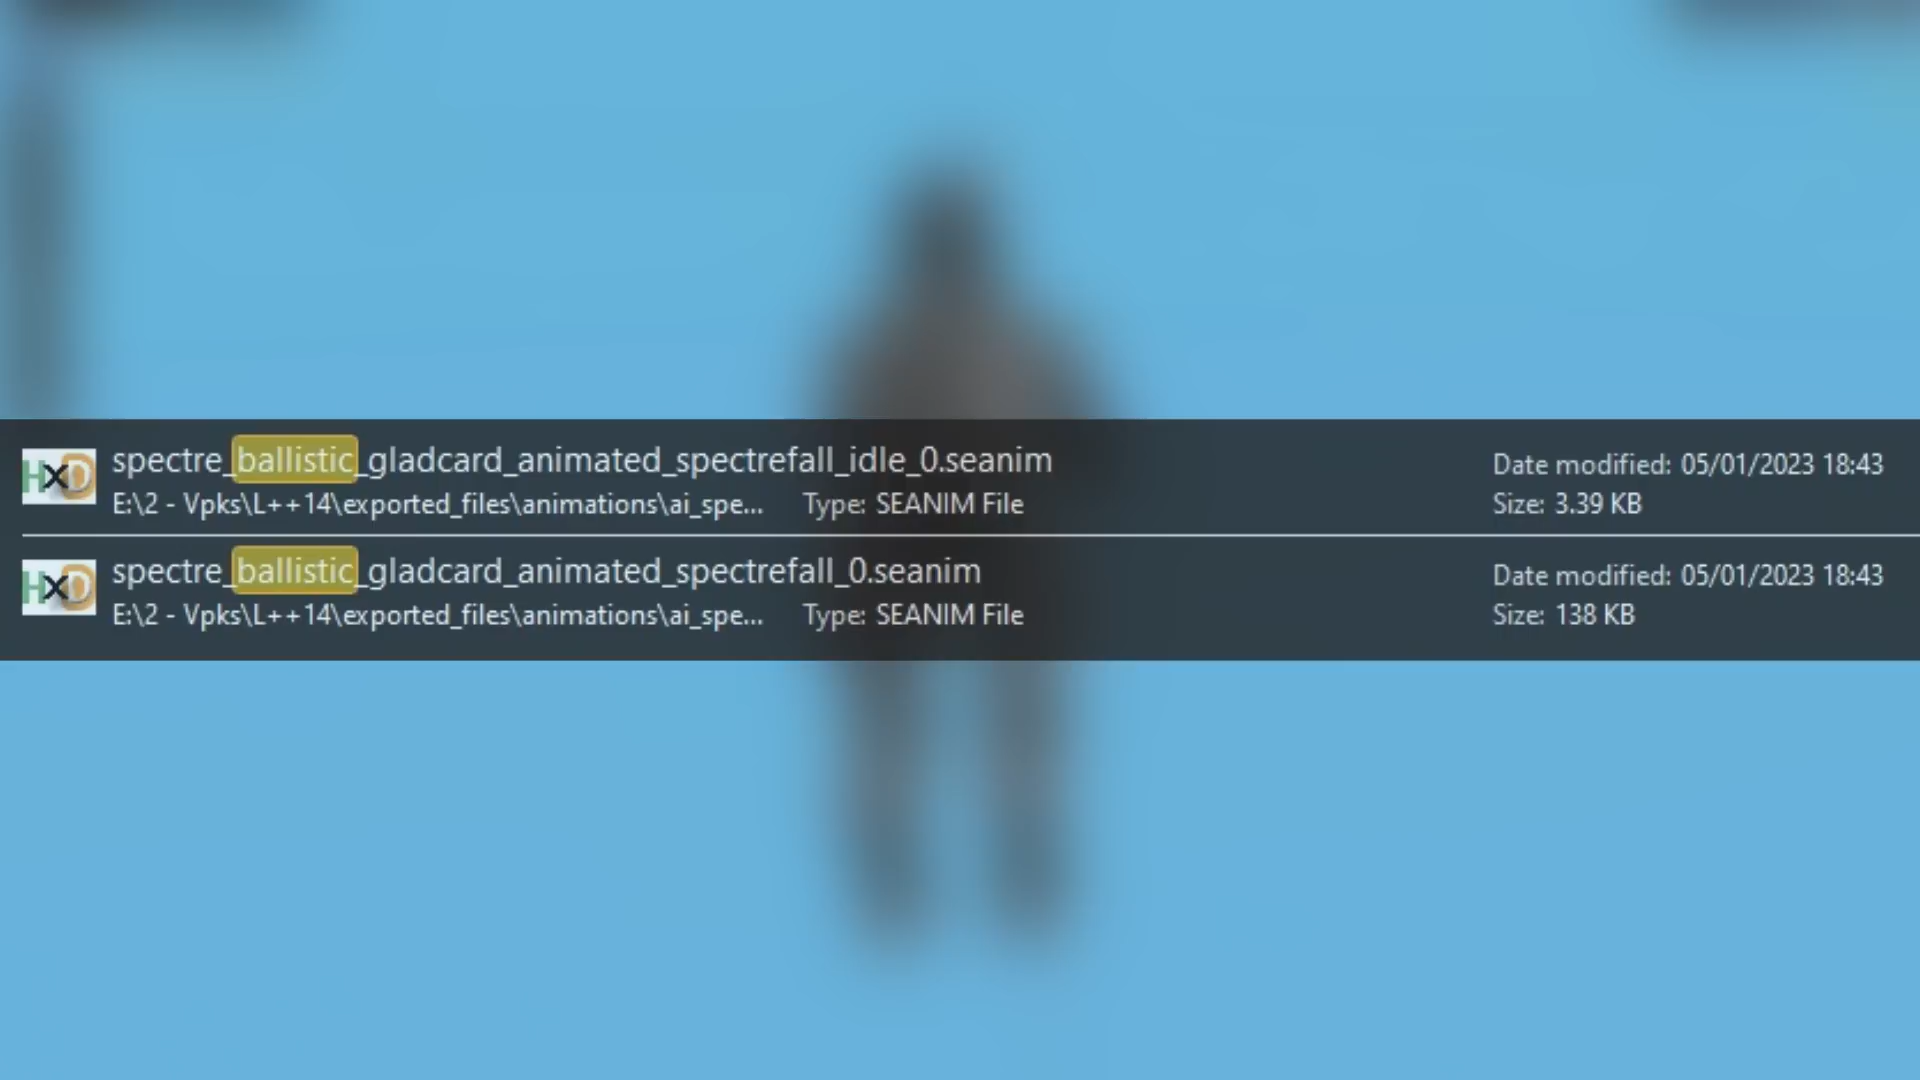 HxD spectre_ballistic_gladcard_animated_spectrefall_idle_0.seanim Date modified: 05/01/2023 18:43
E:\2 - Vpks\L++14\exported_files\animations\ai_spe... Type: SEANIM File Size: 3.39 KB
HxD spectre_ballistic_gladcard_animated_spectrefall_0.seanim Date modified: 05/01/2023 18:43
E:\2 - Vpks\L++14\exported_files\animations\ai_spe... Type: SEANIM File Size: 138 KB